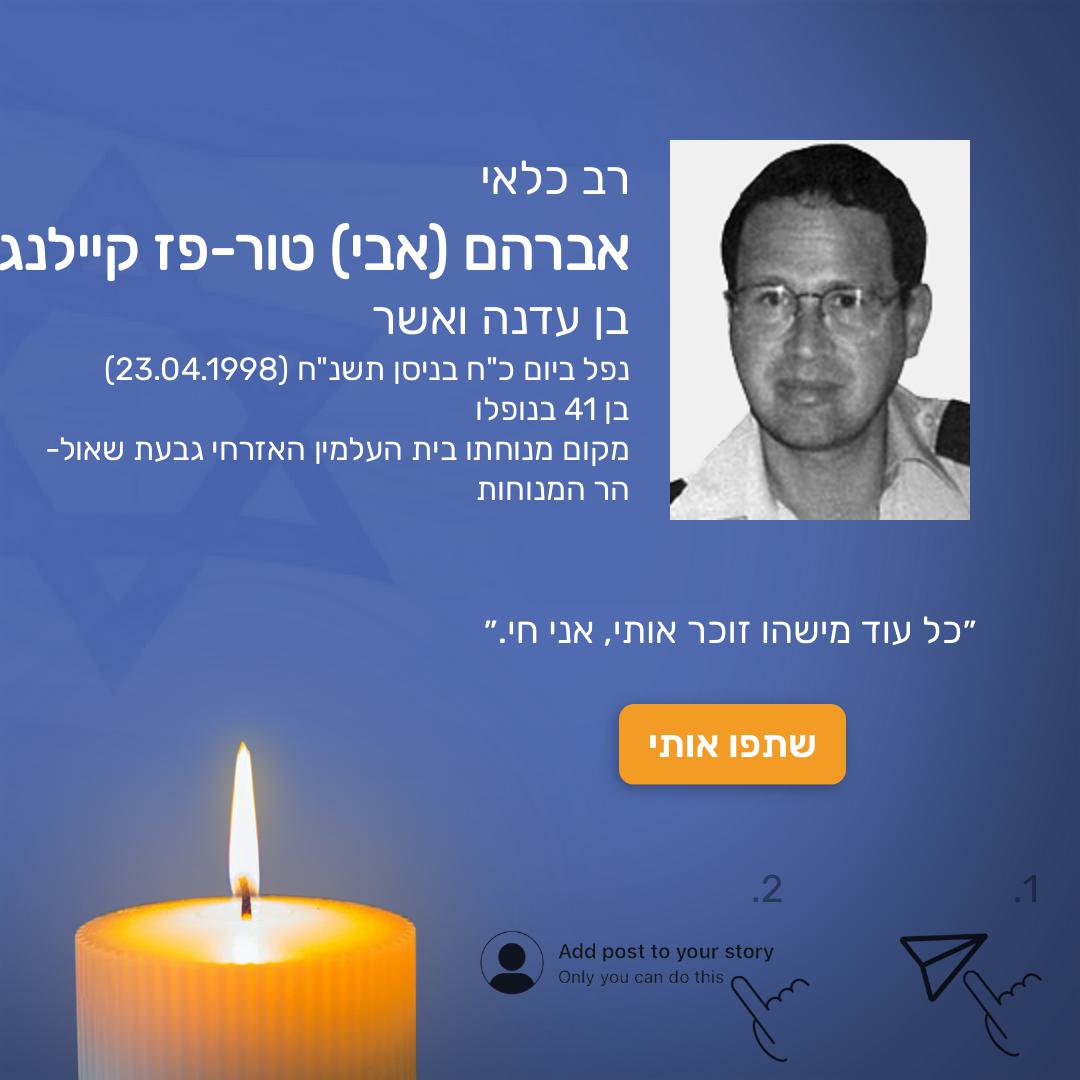 רב כלאי
אברהם (אבי) טור-פז קיילנג
בן עדנה ואשר
נפל ביום כ"ח בניסן תשנ"ח (23.04.1998)
בן 41 בנופלו
מקום מנוחתו בית העלמין האזרחי גבעת שאול-
הר המנוחות
״כל עוד מישהו זוכר אותי, אני חי.״
שתפו אותי
.1
.2
Add post to your story
Only you can do this